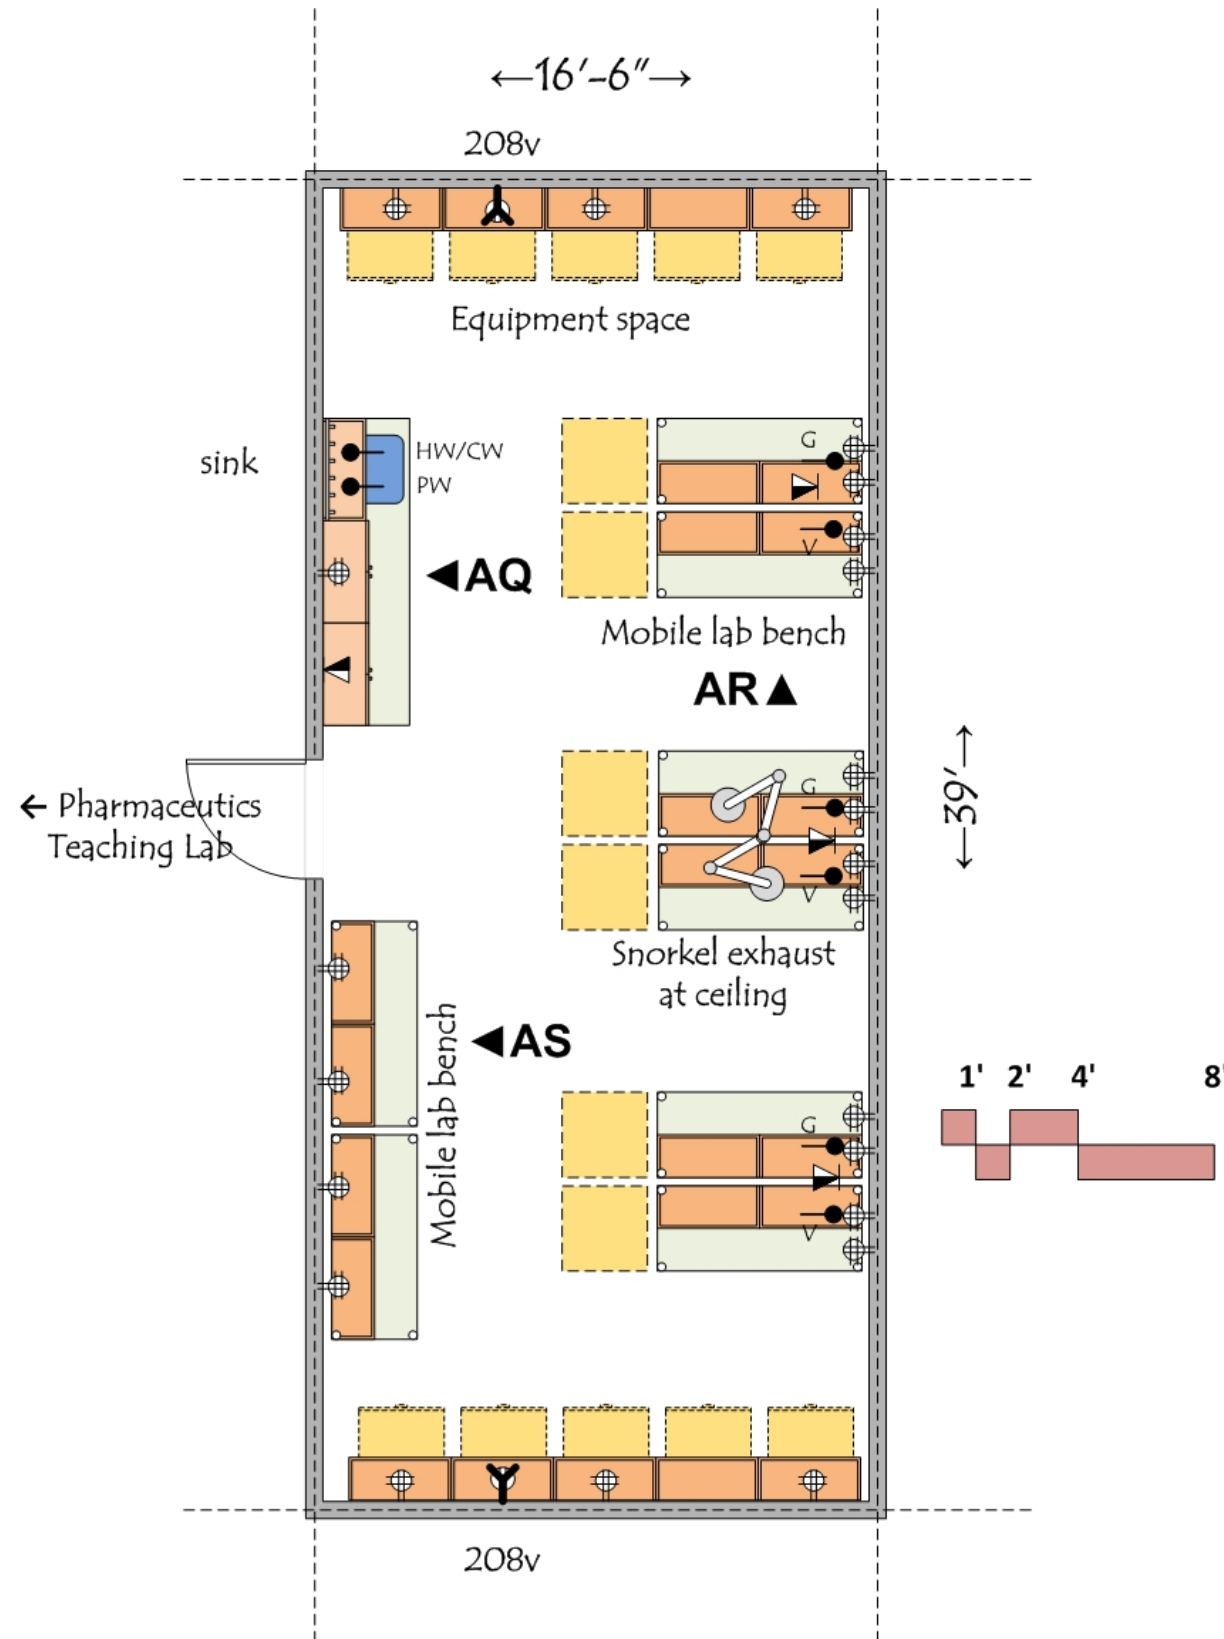 ←16'-6"→
208v
Equipment space
sink
HW/CW
PW
G
V
◀AQ
Mobile lab bench
AR▲
← Pharmaceutics
Teaching Lab
G
V
←39'→
Snorkel exhaust
at ceiling
◀AS
Mobile lab bench
1' 2' 4' 8'
G
V
208v